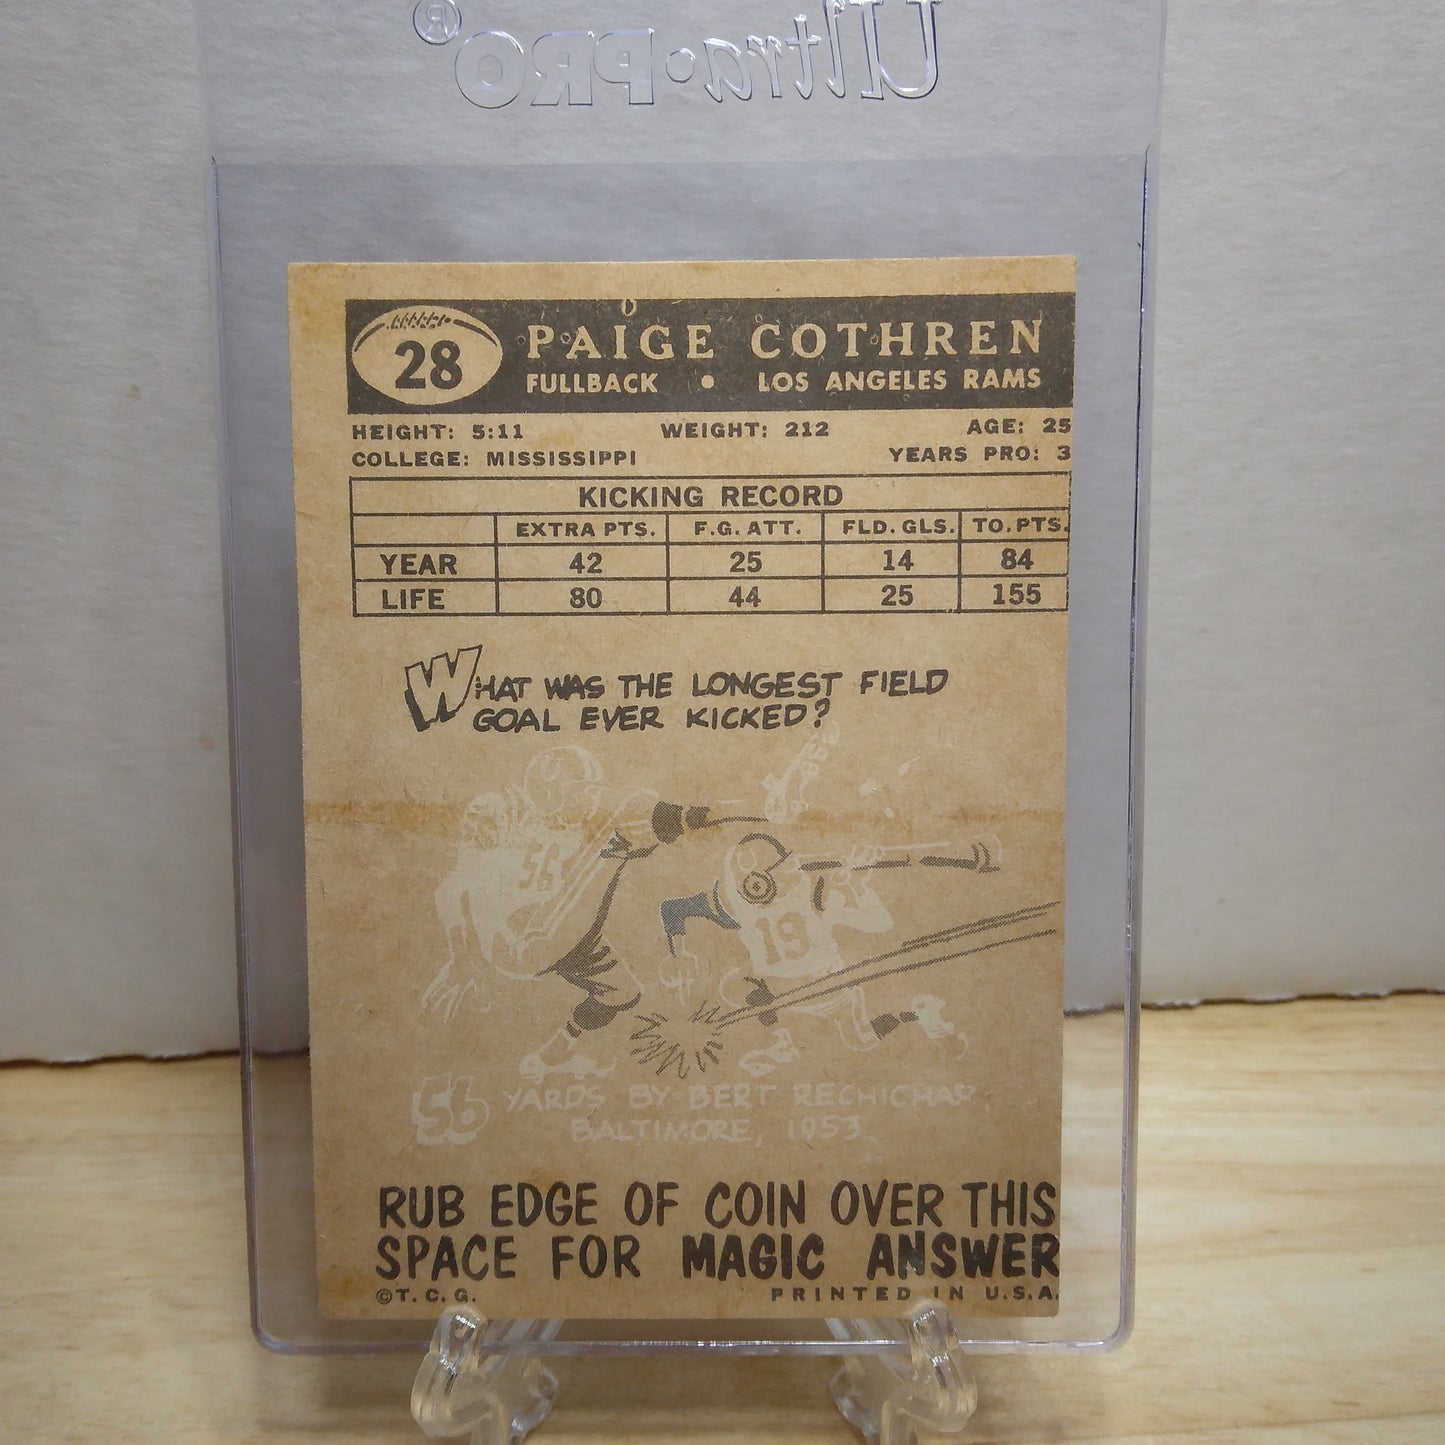 Ultra•PRO®
28
PAIGE COTHREN
FULLBACK • LOS ANGELES RAMS
HEIGHT: 5:11 WEIGHT: 212 AGE: 25
COLLEGE: MISSISSIPPI YEARS PRO: 3
KICKING RECORD
EXTRA PTS. F.G. ATT. FLD. GLS. TO. PTS.
YEAR 42 25 14 84
LIFE 80 44 25 155
WHAT WAS THE LONGEST FIELD
GOAL EVER KICKED?
55
19
56 YARDS BY BERT RECHICHAR,
BALTIMORE, 1953.
RUB EDGE OF COIN OVER THIS
SPACE FOR MAGIC ANSWER
©T. C. G. PRINTED IN U.S.A.